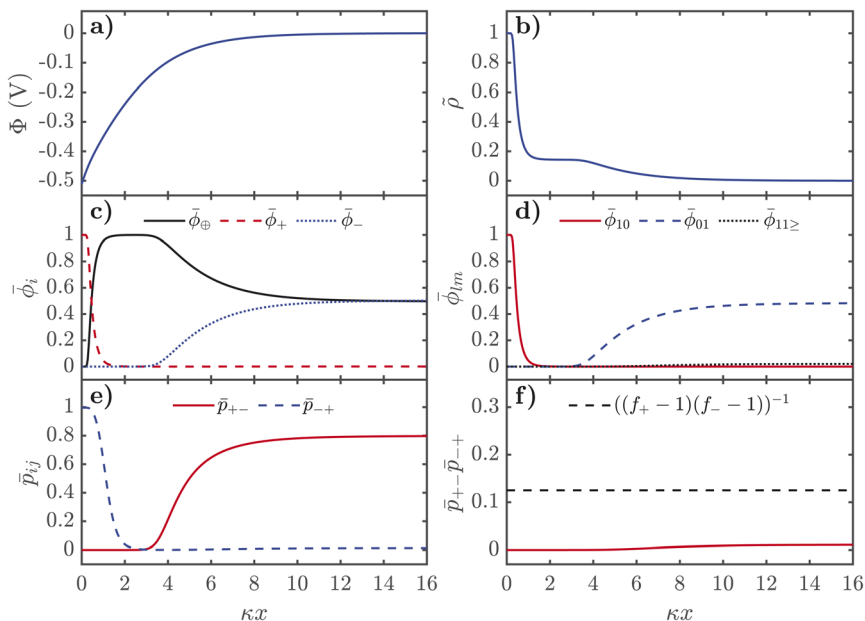 a)
0
-0.1
-0.2
-0.3
-0.4
-0.5
Φ (V)
b)
1
0.8
0.6
0.4
0.2
0
ρ̃
c)
ϕ̄⊕ ϕ̄₊ ϕ̄₋
1
0.8
0.6
0.4
0.2
0
ϕ̄ᵢ
d)
ϕ̄₁₀ ϕ̄₀₁ ϕ̄₁₁≥
1
0.8
0.6
0.4
0.2
0
ϕ̄ₗₘ
e)
p̄₊₋ p̄₋₊
1
0.8
0.6
0.4
0.2
0
p̄ᵢⱼ
0 2 4 6 8 10 12 14 16
κx
f)
((f₊ − 1)(f₋ − 1))⁻¹
0.3
0.2
0.1
0
p̄₊₋p̄₋₊
0 2 4 6 8 10 12 14 16
κx